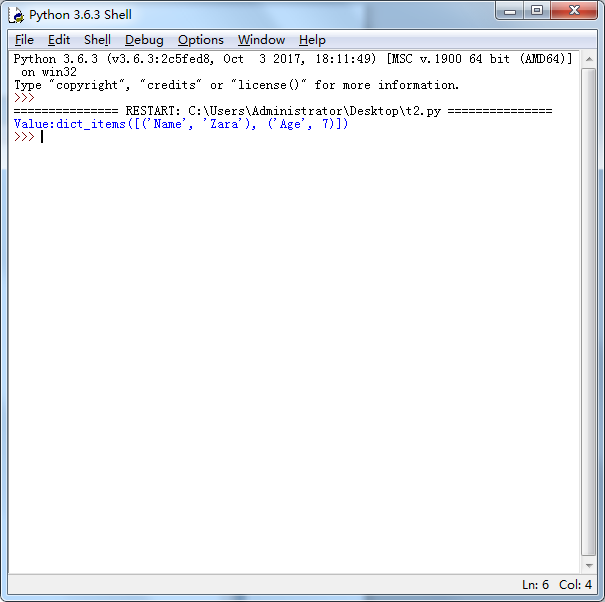 Python 3.6.3 Shell
File Edit Shell Debug Options Window Help
Python 3.6.3 (v3.6.3:2c5fed8, Oct  3 2017, 18:11:49) [MSC v.1900 64 bit (AMD64)]
 on win32
Type "copyright", "credits" or "license()" for more information.
>>>
=============== RESTART: C:\Users\Administrator\Desktop\t2.py ===============
Value:dict_items([('Name', 'Zara'), ('Age', 7)])
>>>
Ln: 6 Col: 4